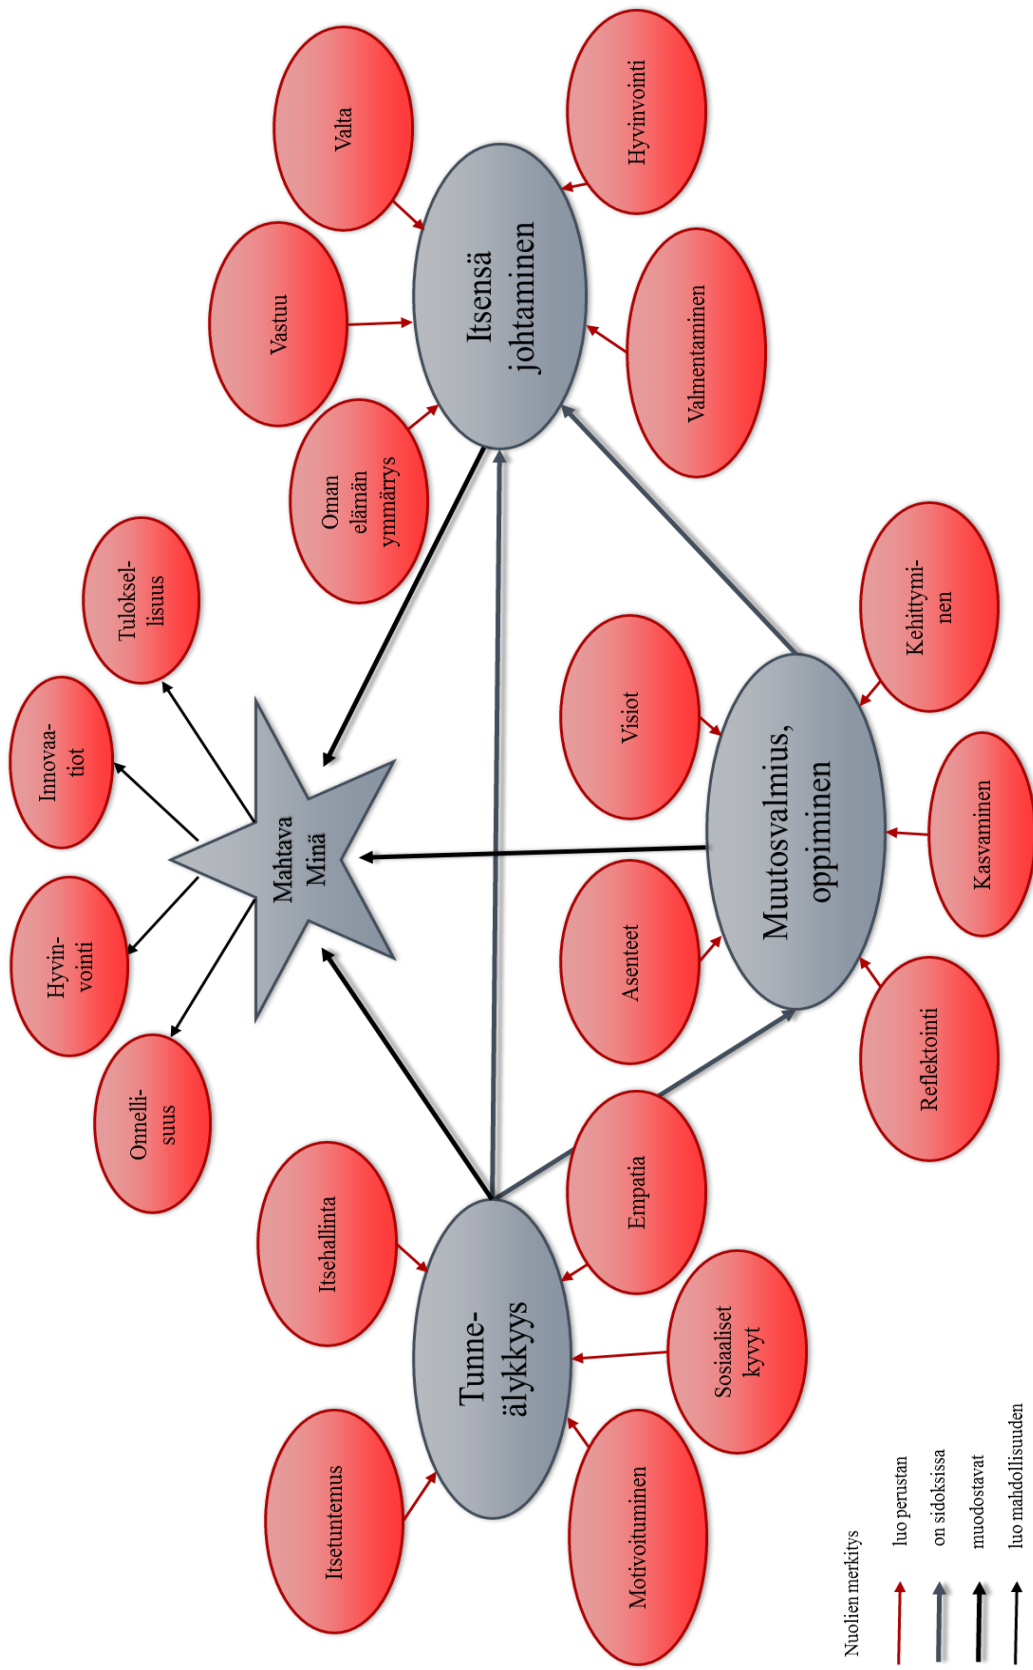 Onnelli-
suus
Hyvin-
vointi
Innovaa-
tiot
Tuloksel-
lisuus
Mahtava
Minä
Itsetuntemus
Itsehallinta
Tunne-
älykkyys
Motivoituminen
Sosiaaliset
kyvyt
Empatia
Oman
elämän
ymmärrys
Vastuu
Valta
Itsensä
johtaminen
Valmentaminen
Hyvinvointi
Asenteet
Visiot
Muutosvalmius,
oppiminen
Reflektointi
Kasvaminen
Kehittymi-
nen
Nuolien merkitys
luo perustan
on sidoksissa
muodostavat
luo mahdollisuuden